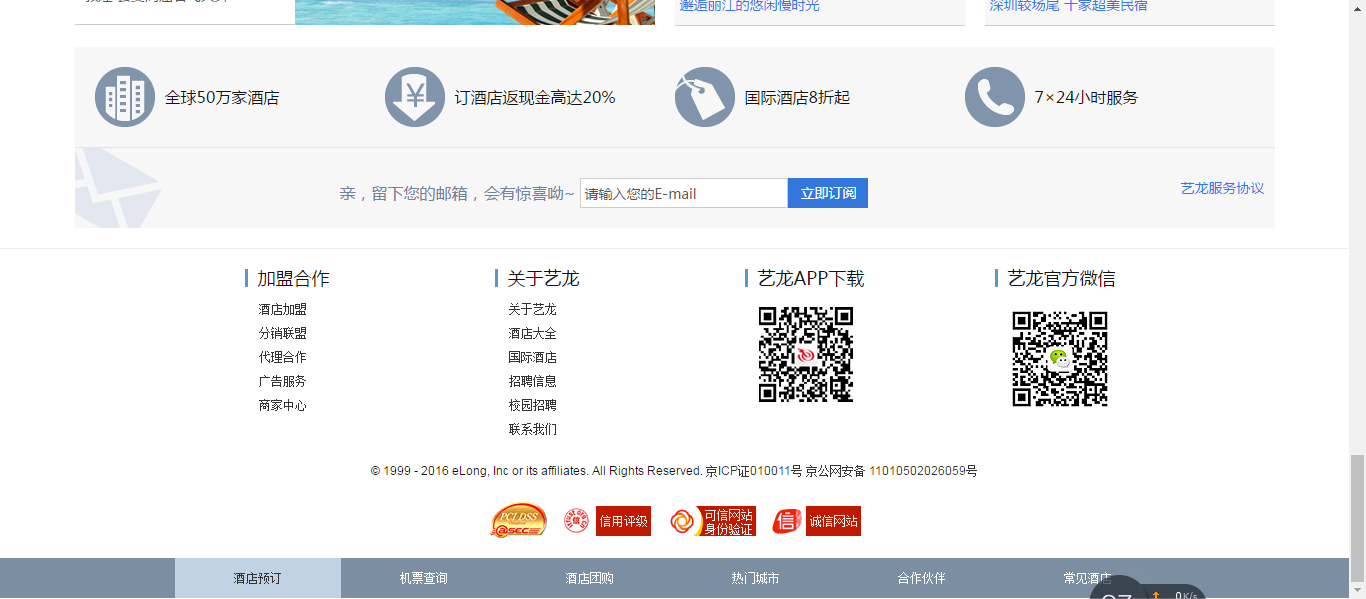 邂逅丽江的悠闲慢时光
深圳较场尾 十家超美民宿
全球50万家酒店
订酒店返现金高达20%
国际酒店8折起
7×24小时服务
亲，留下您的邮箱，会有惊喜呦~
请输入您的E-mail
立即订阅
艺龙服务协议
加盟合作
酒店加盟
分销联盟
代理合作
广告服务
商家中心
关于艺龙
关于艺龙
酒店大全
国际酒店
招聘信息
校园招聘
联系我们
艺龙APP下载
艺龙官方微信
© 1999 - 2016 eLong, Inc or its affiliates. All Rights Reserved. 京ICP证010011号 京公网安备 11010502026059号
信用评级
可信网站
身份验证
信
诚信网站
酒店预订
机票查询
酒店团购
热门城市
合作伙伴
常见酒店
0K/s